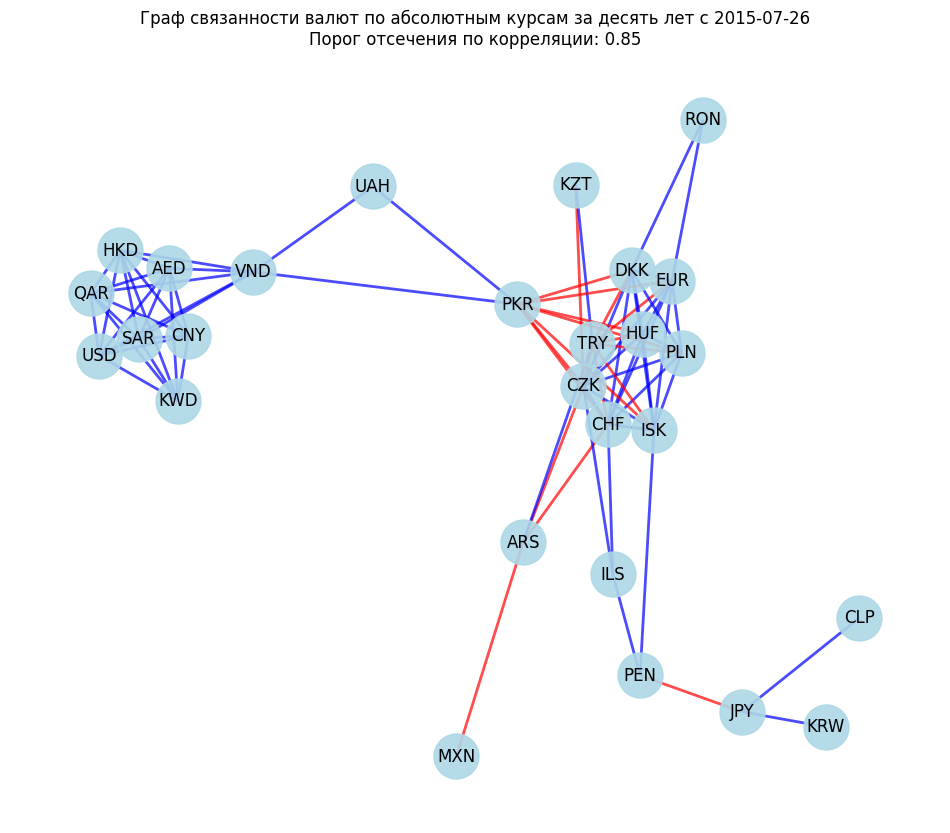 Граф связанности валют по абсолютным курсам за десять лет с 2015-07-26
Порог отсечения по корреляции: 0.85
RON
UAH
KZT
HKD
AED
VND
DKK
EUR
QAR
PKR
SAR
CNY
TRY
HUF
USD
PLN
CZK
KWD
CHF
ISK
ARS
ILS
CLP
PEN
JPY
KRW
MXN